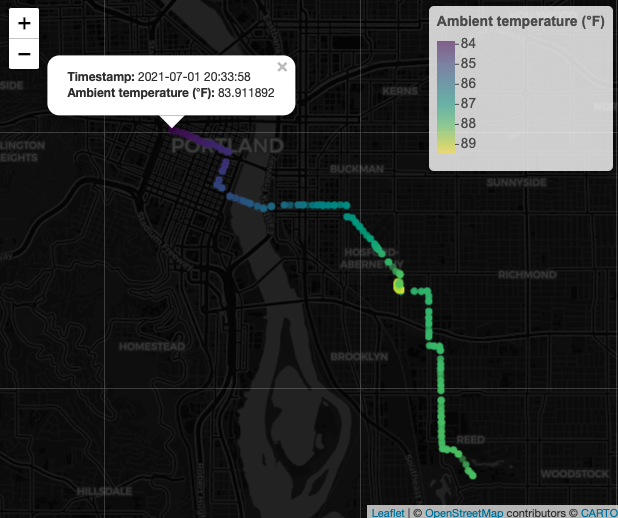 +
−
Timestamp: 2021-07-01 20:33:58
Ambient temperature (°F): 83.911892
×
Ambient temperature (°F)
84
85
86
87
88
89
KERNS
SIDE
PORTLAND
EIGHTS
BUCKMAN
SUNNYSIDE
HOSFORD-
ABERNETHY
RICHMOND
HOMESTEAD
BROOKLYN
REED
WOODSTOCK
HILLSDALE
Leaflet | © OpenStreetMap contributors © CARTO